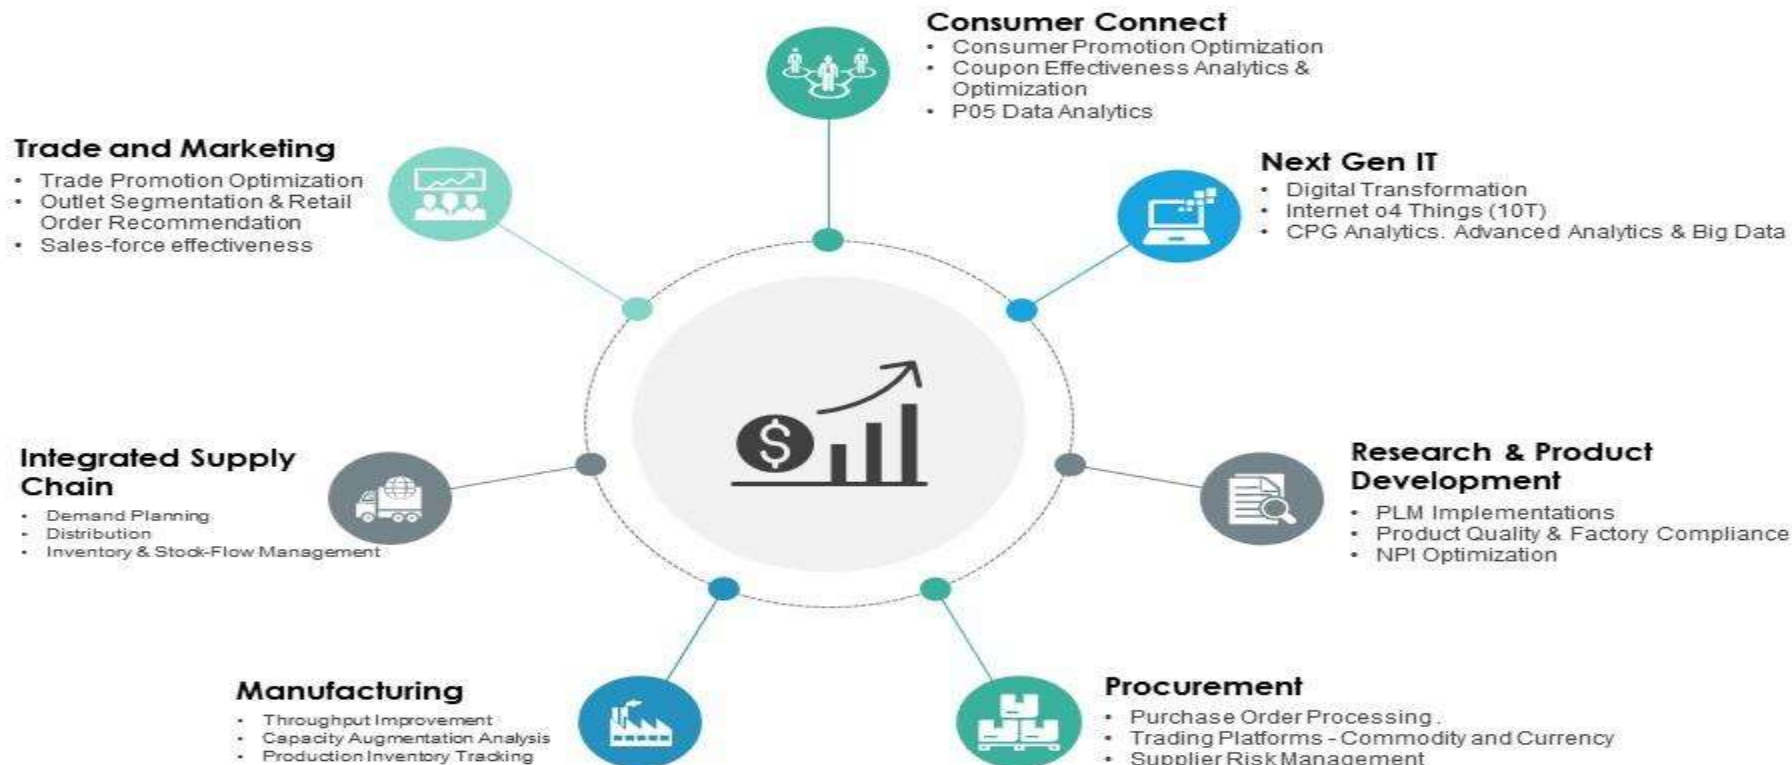 Consumer Connect
• Consumer Promotion Optimization
• Coupon Effectiveness Analytics &
Optimization
• P05 Data Analytics
Trade and Marketing
• Trade Promotion Optimization
• Outlet Segmentation & Retail
Order Recommendation
• Sales-force effectiveness
Next Gen IT
• Digital Transformation
• Internet o4 Things (10T)
• CPG Analytics. Advanced Analytics & Big Data
Integrated Supply
Chain
• Demand Planning
• Distribution
• Inventory & Stock-Flow Management
Research & Product
Development
• PLM Implementations
• Product Quality & Factory Compliance
• NPI Optimization
Manufacturing
• Throughput Improvement
• Capacity Augmentation Analysis
• Production Inventory Tracking
Procurement
• Purchase Order Processing.
• Trading Platforms - Commodity and Currency
• Supplier Risk Management